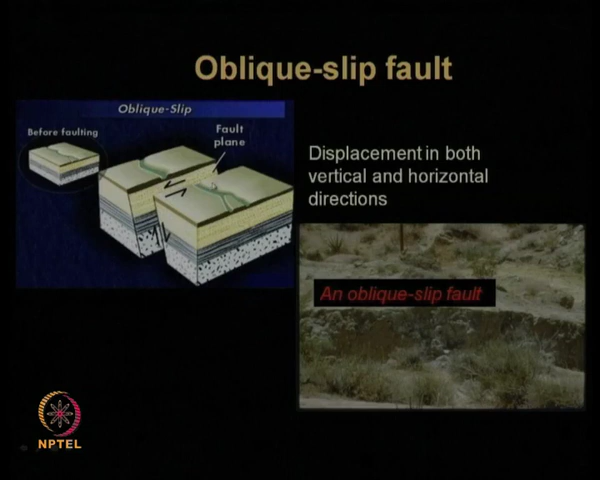 Oblique-slip fault
Oblique-Slip
Before faulting
Fault
plane
Displacement in both
vertical and horizontal
directions
An oblique-slip fault
NPTEL